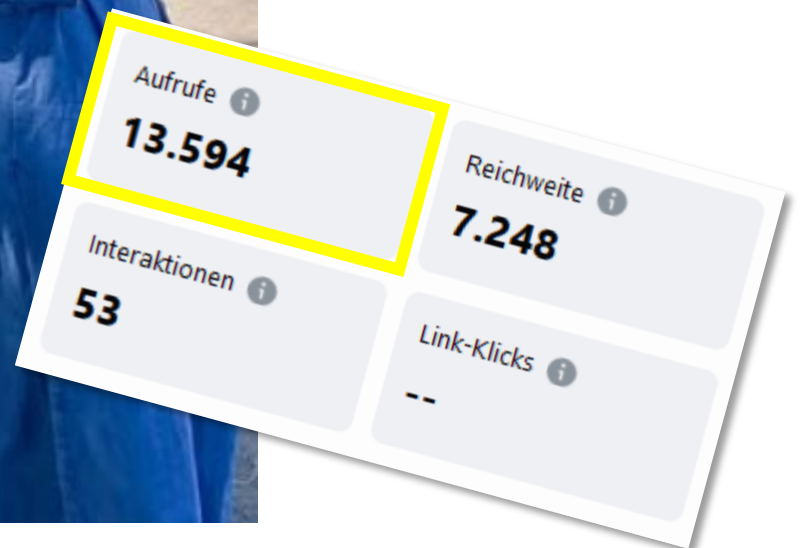 Aufrufe
13.594
Reichweite
7.248
Interaktionen
53
Link-Klicks
--